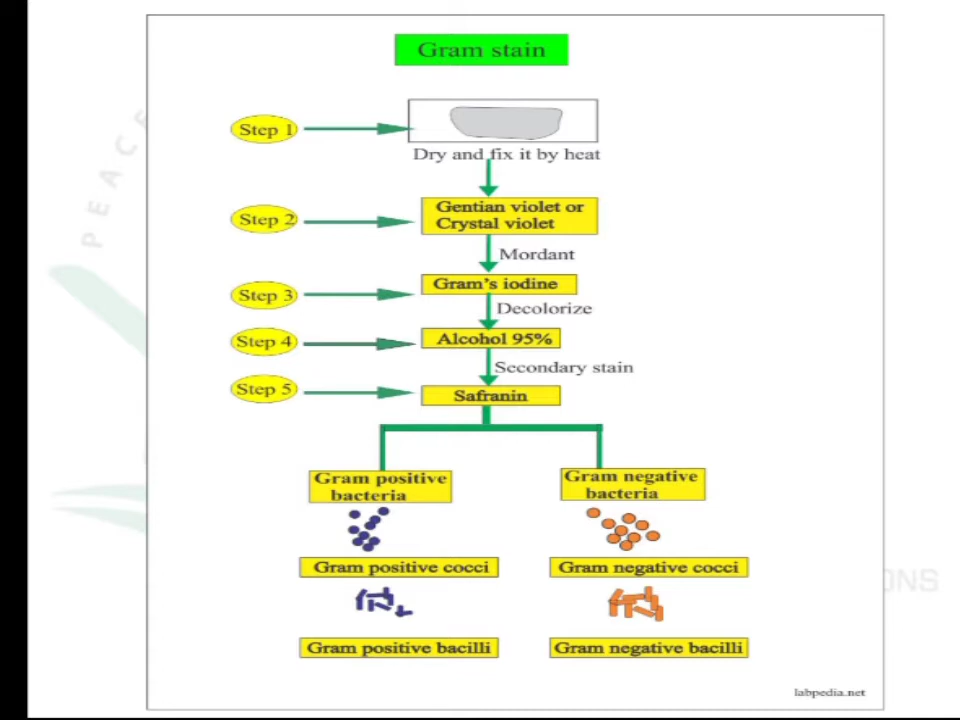 Gram stain
Step 1
Dry and fix it by heat
Step 2
Gentian violet or
Crystal violet
Mordant
Step 3
Gram's iodine
Decolorize
Step 4
Alcohol 95%
Secondary stain
Step 5
Safranin
Gram positive
bacteria
Gram negative
bacteria
Gram positive cocci
Gram negative cocci
Gram positive bacilli
Gram negative bacilli
labpedia.net
PEACE
ONS